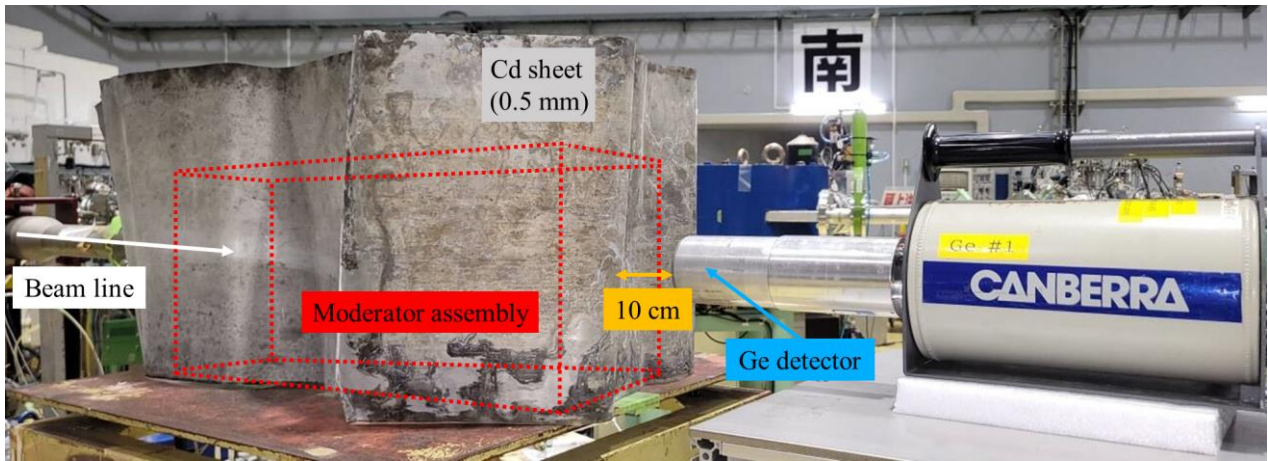 Cd sheet
(0.5 mm)
南
Beam line
Moderator assembly
10 cm
Ge detector
Ge #1
CANBERRA